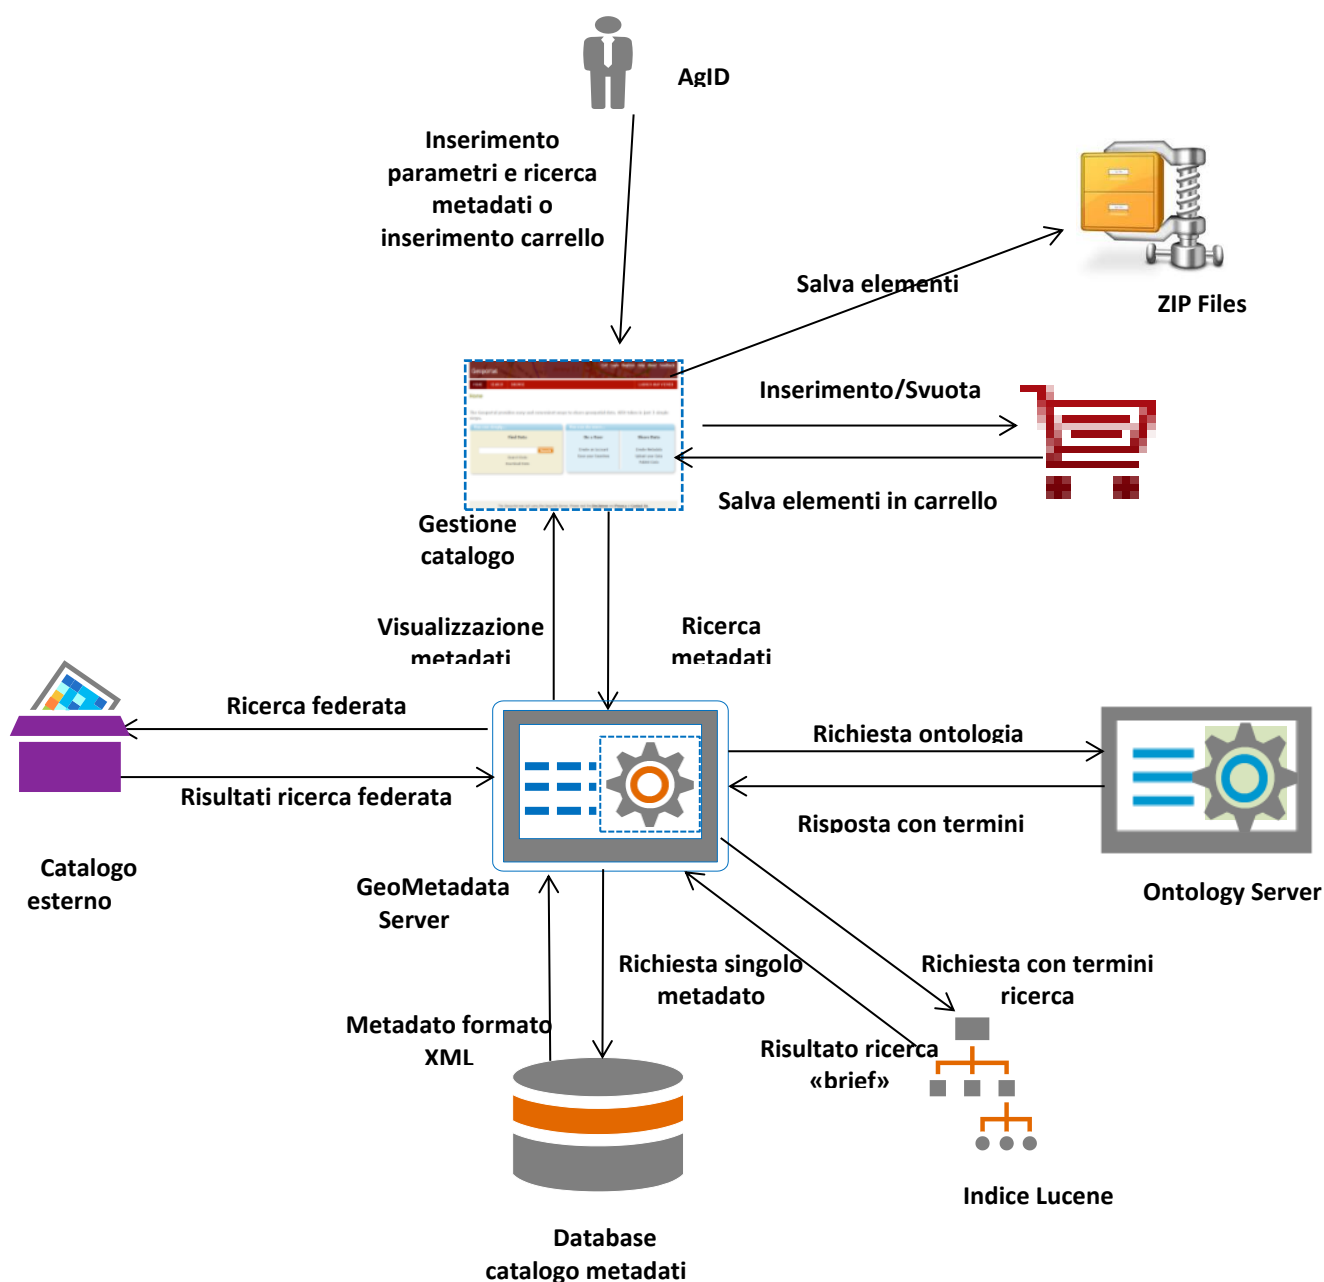 AgID
Inserimento
parametri e ricerca
metadati o
inserimento carrello
Salva elementi
ZIP Files
Inserimento/Svuota
Salva elementi in carrello
Gestione
catalogo
Visualizzazione
metadati
Ricerca
metadati
Ricerca federata
Richiesta ontologia
Risultati ricerca federata
Risposta con termini
Catalogo
esterno
GeoMetadata
Server
Ontology Server
Richiesta singolo
metadato
Richiesta con termini
ricerca
Metadato formato
XML
Risultato ricerca
«brief»
Indice Lucene
Database
catalogo metadati